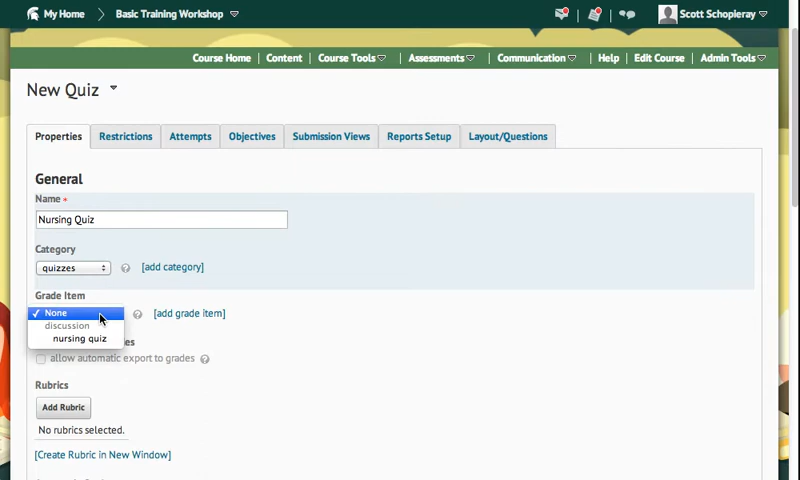 My Home
Basic Training Workshop
Scott Schopieray
Course Home
Content
Course Tools
Assessments
Communication
Help
Edit Course
Admin Tools
New Quiz
Properties
Restrictions
Attempts
Objectives
Submission Views
Reports Setup
Layout/Questions
General
Name *
Nursing Quiz
Category
quizzes
? [add category]
Grade Item
✓ None
? [add grade item]
discussion
nursing quiz
allow automatic export to grades ?
Rubrics
Add Rubric
No rubrics selected.
[Create Rubric in New Window]